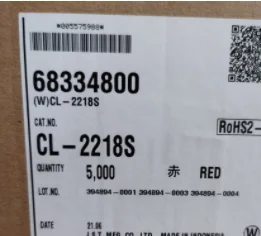 *005575988*
68334800
(W)CL-2218S
CAT.NO.
RoHS2-
CL-2218S
QUANTITY 5,000 赤 RED
LOT.NO. 394894-0001 394894-0003 394894-0004
DATE 21.06
J.S.T. MFG. CO., LTD. MADE IN INDONESIA
W